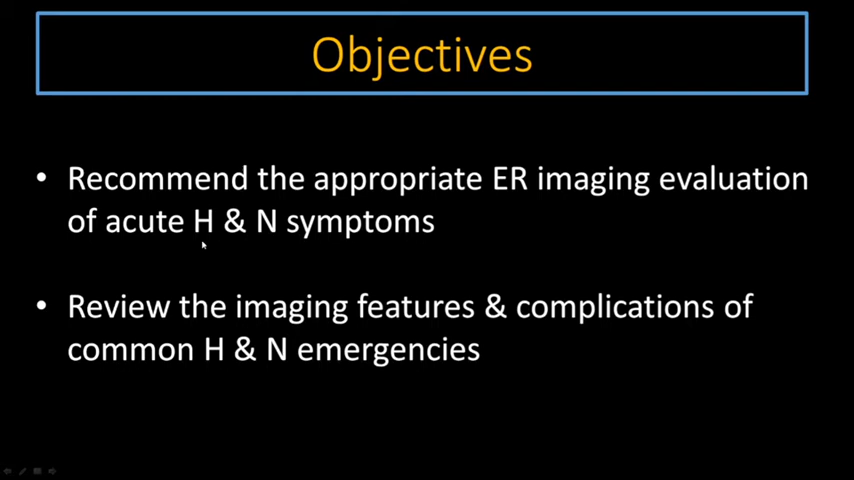 Objectives
• Recommend the appropriate ER imaging evaluation
of acute H & N symptoms
• Review the imaging features & complications of
common H & N emergencies